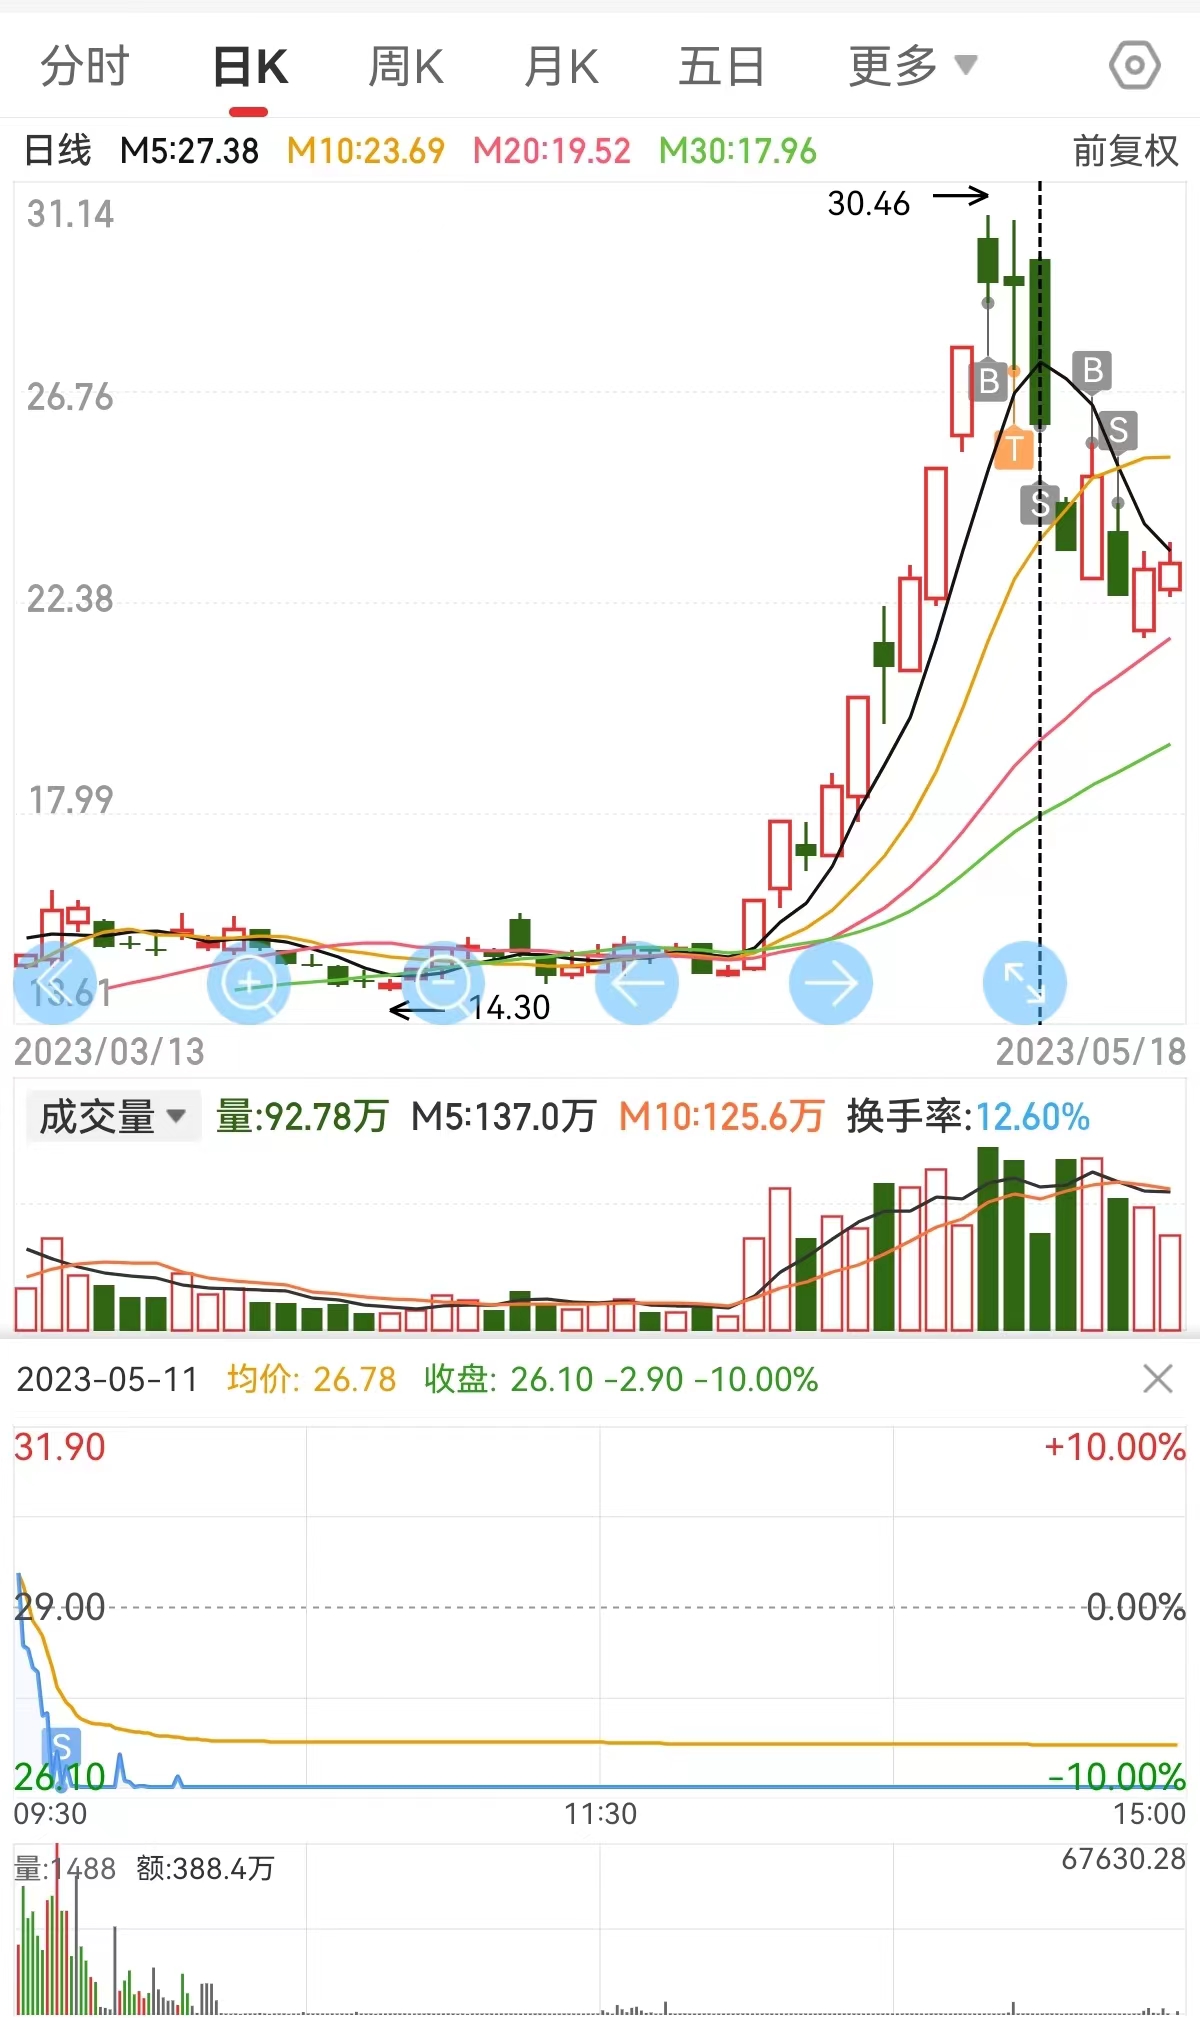 分时 日K 周K 月K 五日 更多
日线 M5:27.38 M10:23.69 M20:19.52 M30:17.96 前复权
31.14
30.46
26.76
B
B
S
T
S
22.38
17.99
13.61
14.30
2023/03/13 2023/05/18
成交量 量:92.78万 M5:137.0万 M10:125.6万 换手率:12.60%
2023-05-11 均价: 26.78 收盘: 26.10 -2.90 -10.00%
31.90 +10.00%
29.00 0.00%
S
26.10 -10.00%
09:30 11:30 15:00
量:1488 额:388.4万 67630.28